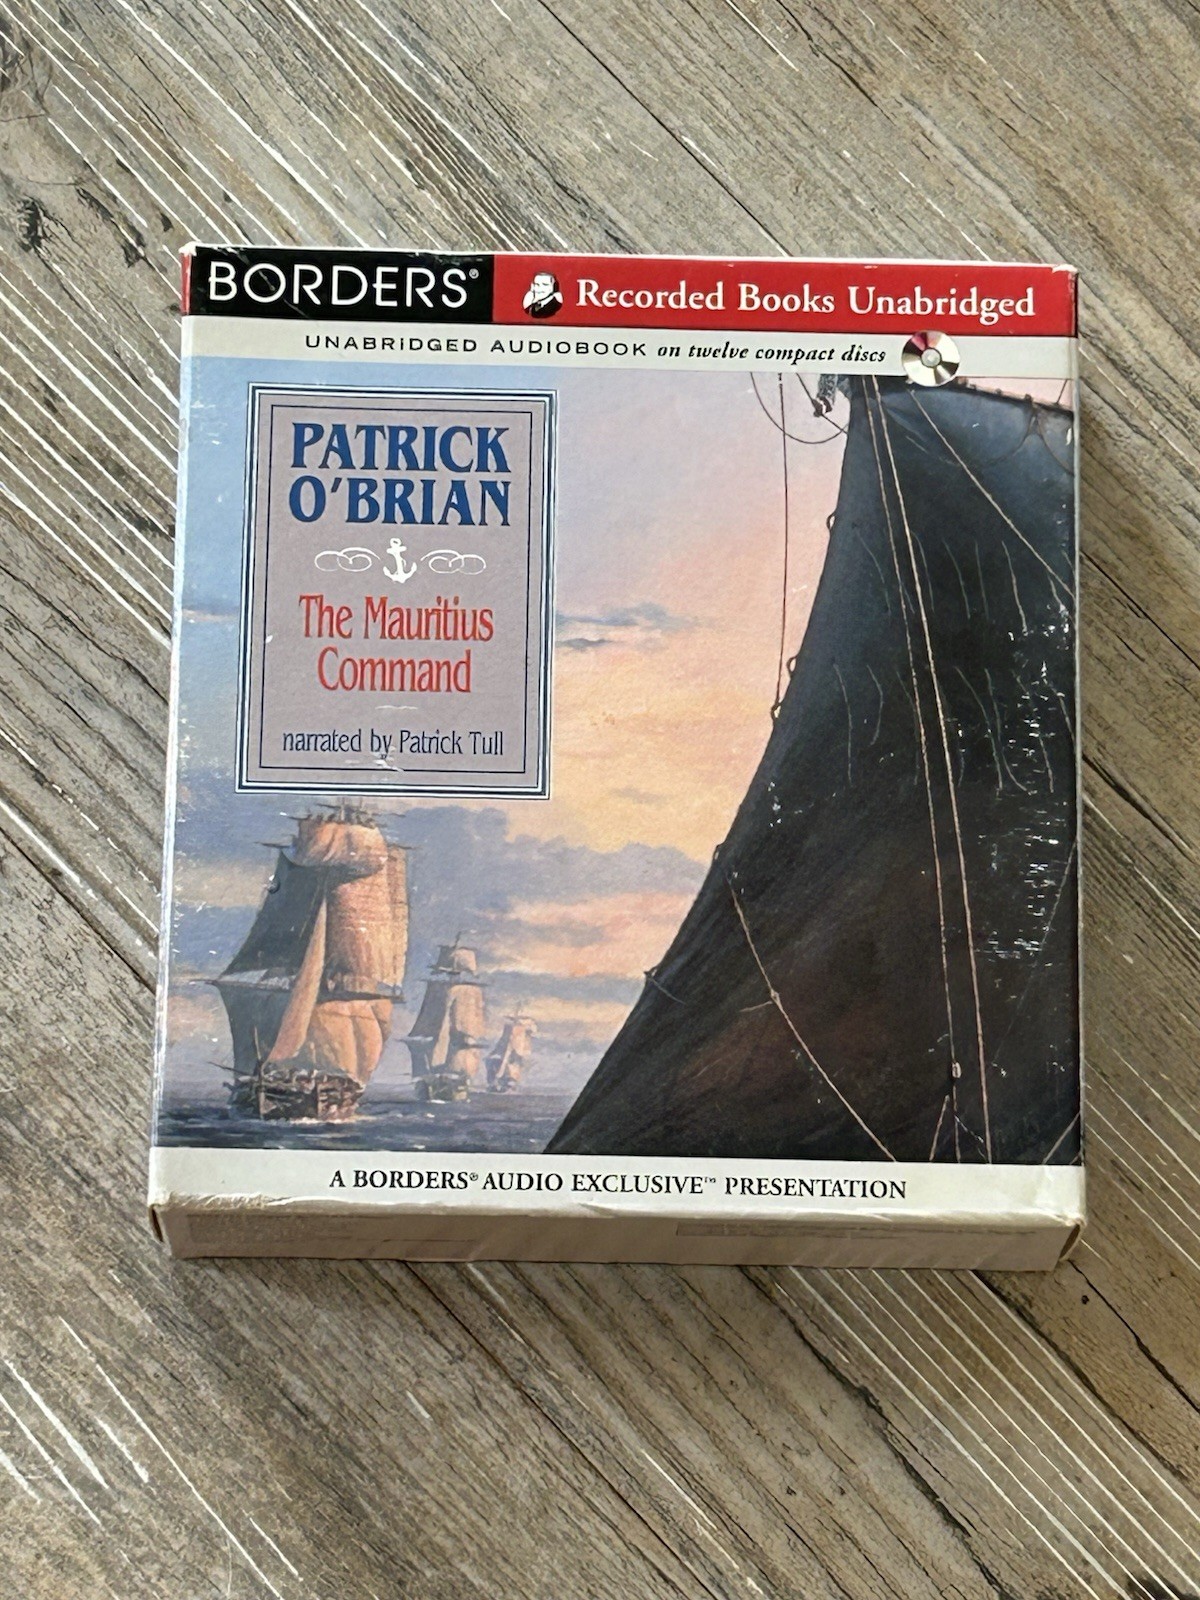 BORDERS®
Recorded Books Unabridged
UNABRIDGED AUDIOBOOK on twelve compact discs
PATRICK
O'BRIAN
The Mauritius
Command
narrated by Patrick Tull
A BORDERS® AUDIO EXCLUSIVE™ PRESENTATION